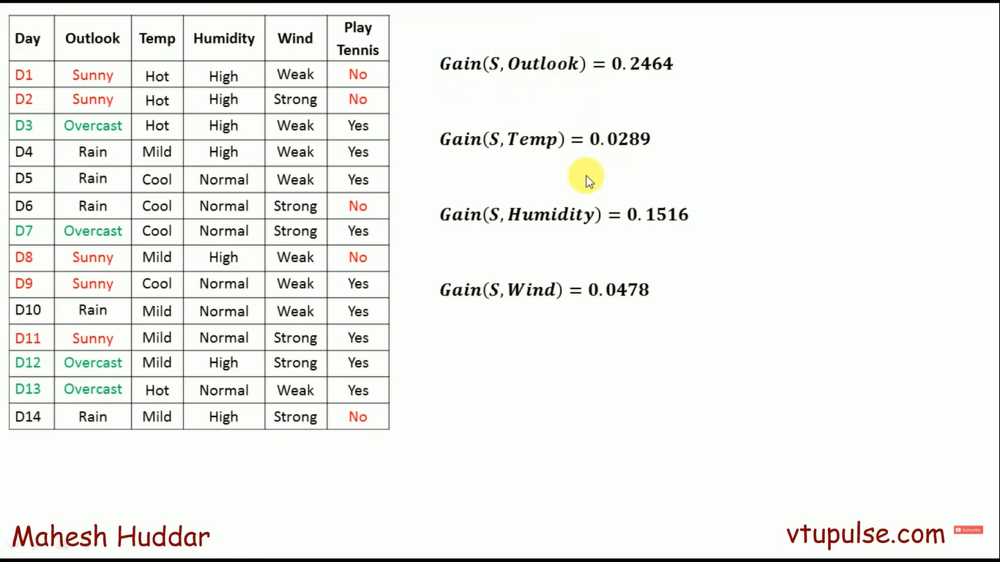 Day Outlook Temp Humidity Wind Play Tennis
D1 Sunny Hot High Weak No
D2 Sunny Hot High Strong No
D3 Overcast Hot High Weak Yes
D4 Rain Mild High Weak Yes
D5 Rain Cool Normal Weak Yes
D6 Rain Cool Normal Strong No
D7 Overcast Cool Normal Strong Yes
D8 Sunny Mild High Weak No
D9 Sunny Cool Normal Weak Yes
D10 Rain Mild Normal Weak Yes
D11 Sunny Mild Normal Strong Yes
D12 Overcast Mild High Strong Yes
D13 Overcast Hot Normal Weak Yes
D14 Rain Mild High Strong No
Gain(S, Outlook) = 0.2464
Gain(S, Temp) = 0.0289
Gain(S, Humidity) = 0.1516
Gain(S, Wind) = 0.0478
Mahesh Huddar
vtupulse.com
Subscribe